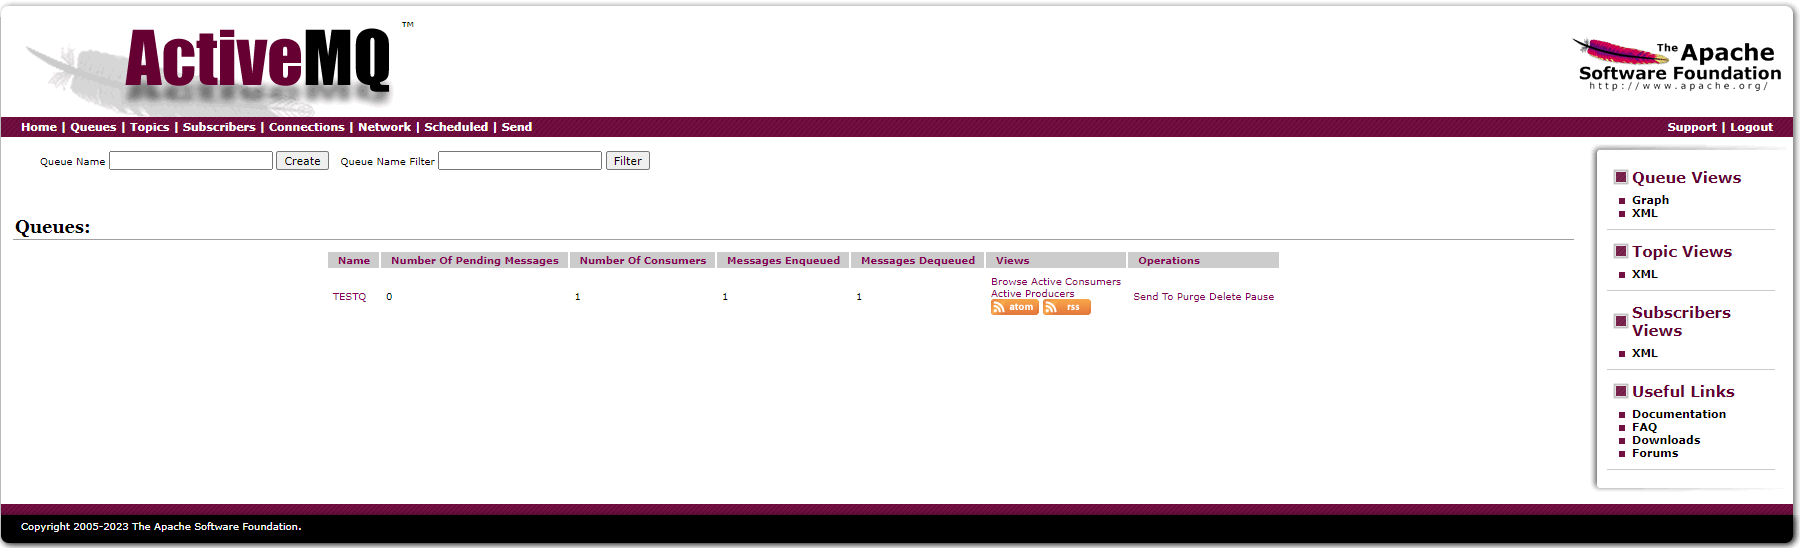 ActiveMQ ™
The Apache
Software Foundation
http://www.apache.org/
Home | Queues | Topics | Subscribers | Connections | Network | Scheduled | Send
Support | Logout
Queue Name Create Queue Name Filter Filter
Queues:
Name Number Of Pending Messages Number Of Consumers Messages Enqueued Messages Dequeued Views Operations
TESTQ 0 1 1 1
Browse Active Consumers
Active Producers
atom rss
Send To Purge Delete Pause
Queue Views
Graph
XML
Topic Views
XML
Subscribers
Views
XML
Useful Links
Documentation
FAQ
Downloads
Forums
Copyright 2005-2023 The Apache Software Foundation.